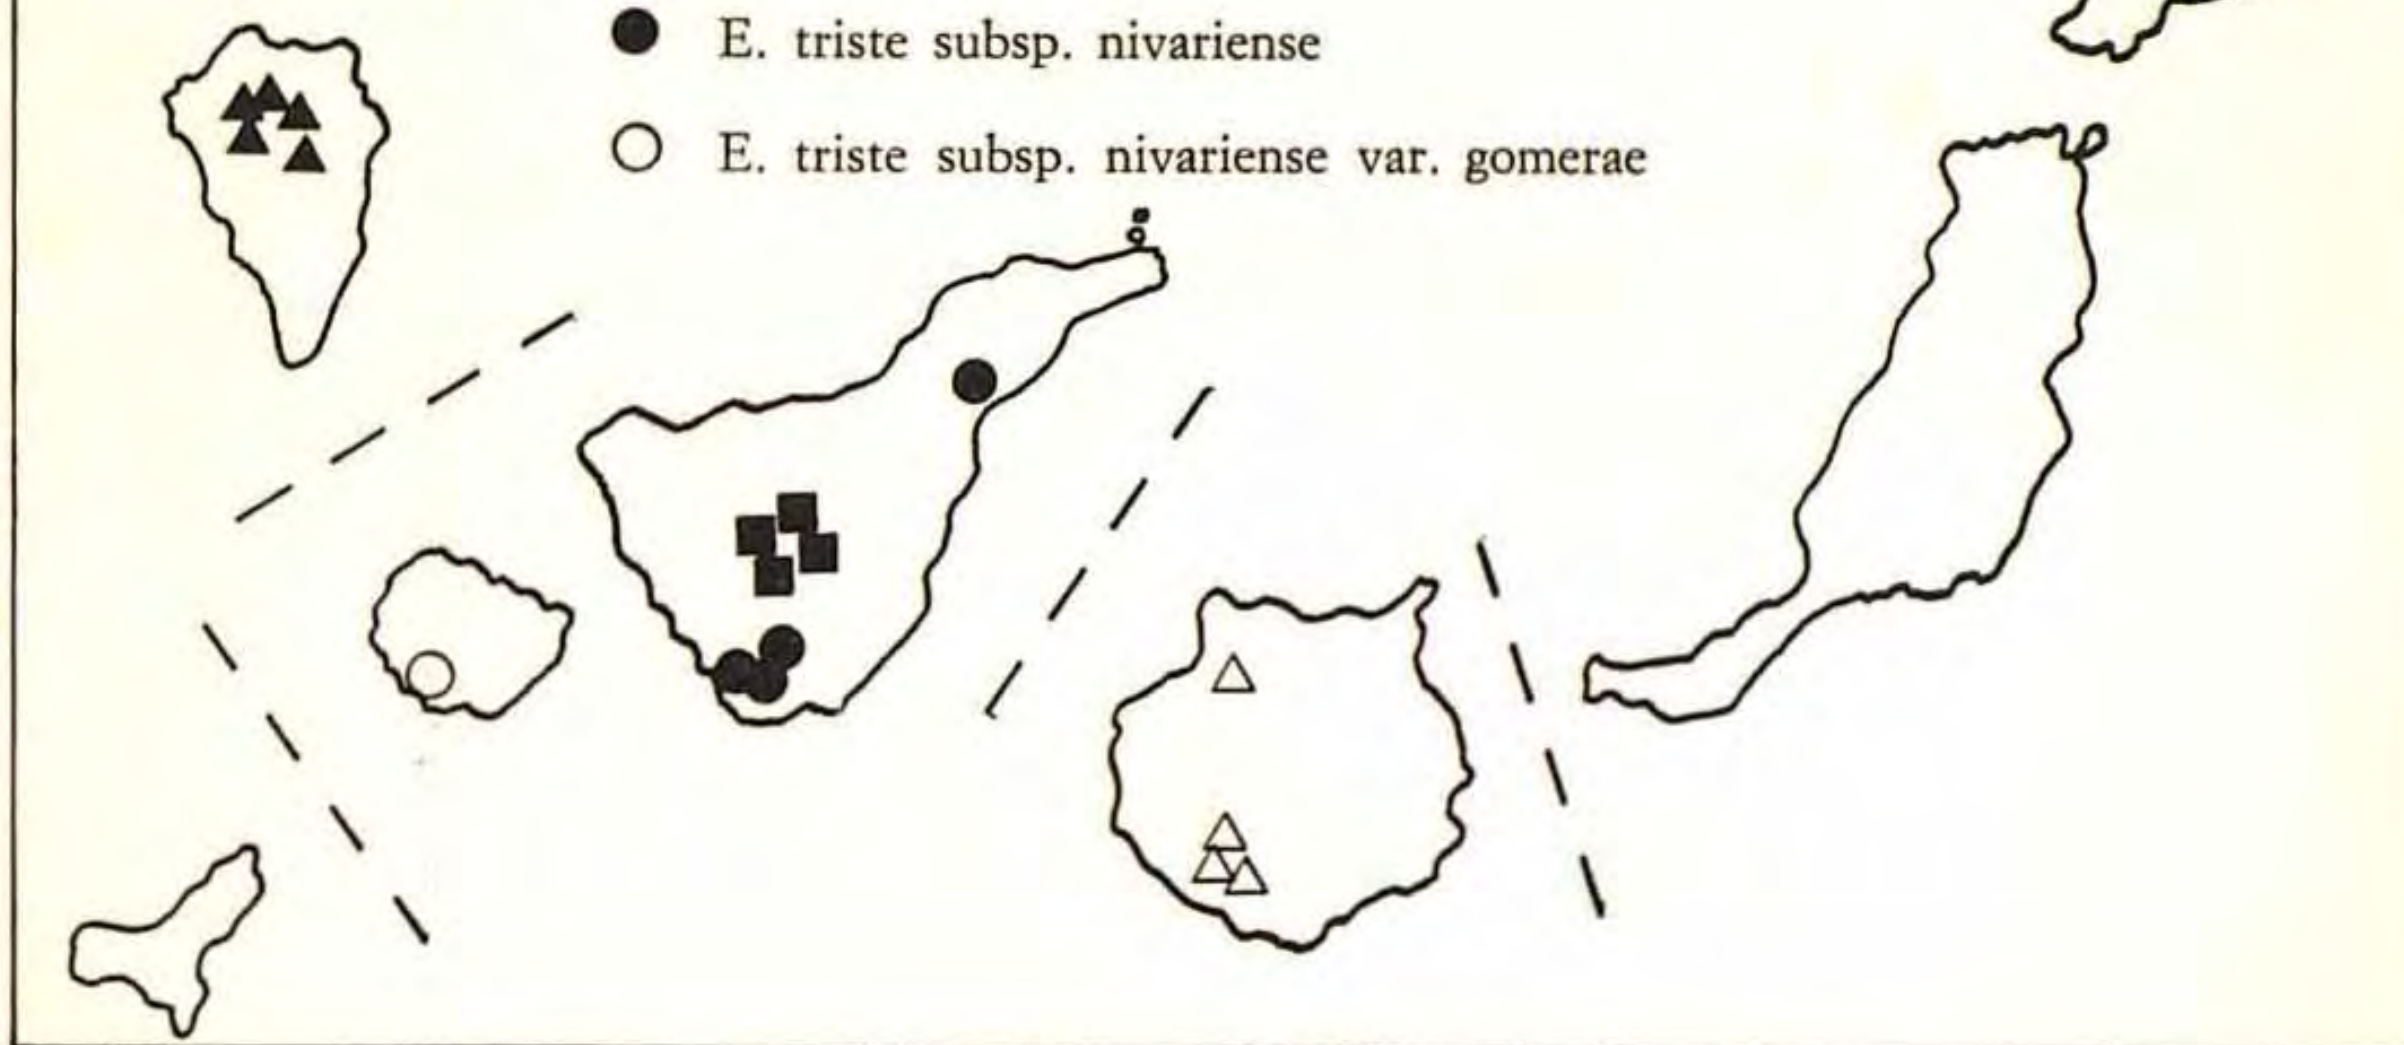 E. triste subsp. nivariense
E. triste subsp. nivariense var. gomerae